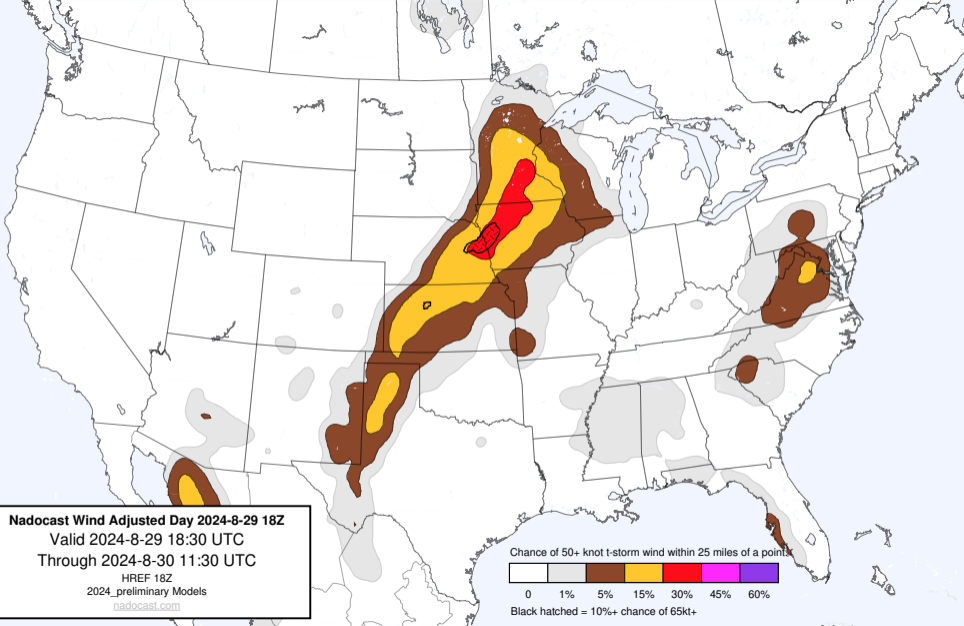 Nadocast Wind Adjusted Day 2024-8-29 18Z
Valid 2024-8-29 18:30 UTC
Through 2024-8-30 11:30 UTC
HREF 18Z
2024_preliminary Models
nadocast.com
Chance of 50+ knot t-storm wind within 25 miles of a point.
0 1% 5% 15% 30% 45% 60%
Black hatched = 10%+ chance of 65kt+